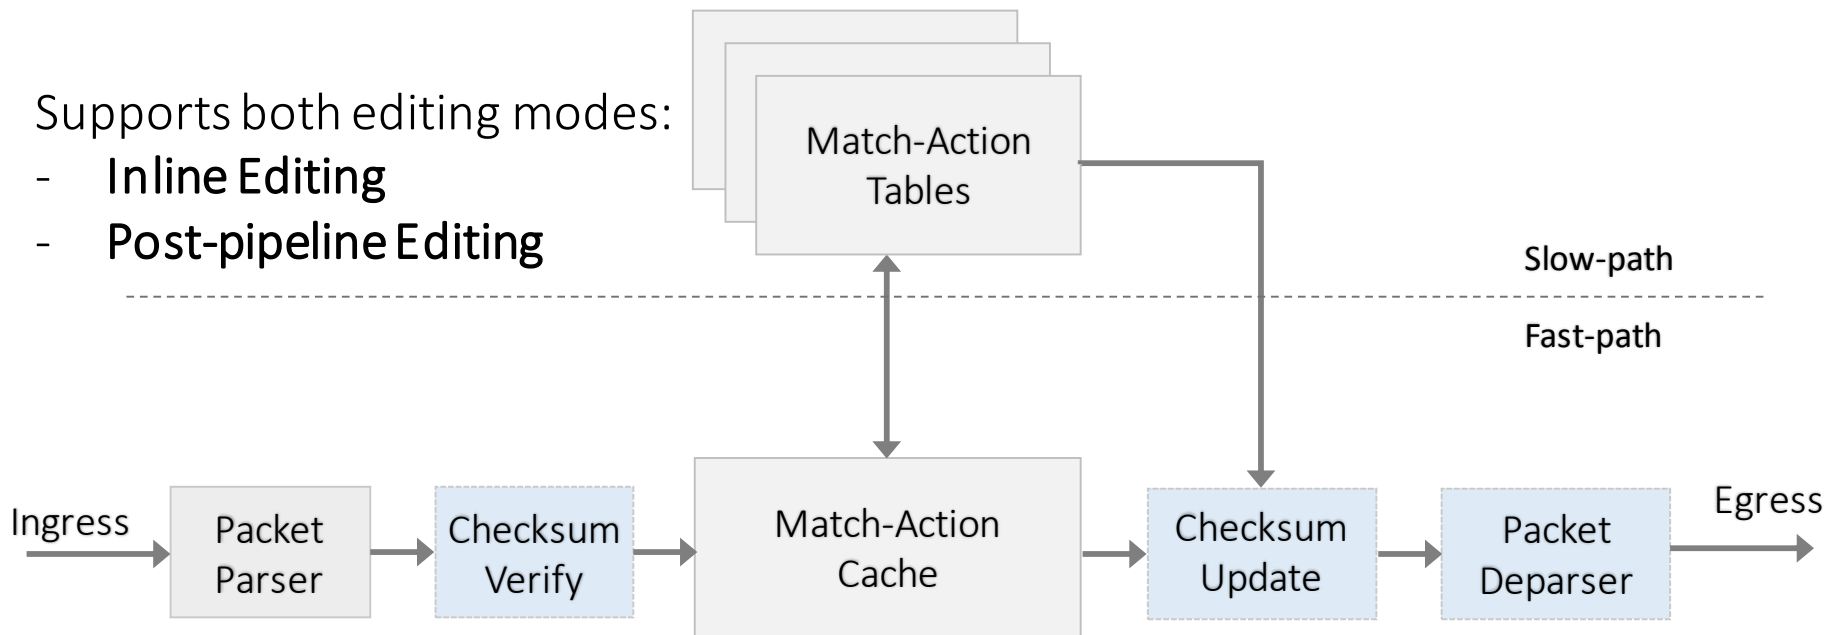 Supports both editing modes:
- Inline Editing
- Post-pipeline Editing
Match-Action
Tables
Slow-path
Fast-path
Ingress
Packet
Parser
Checksum
Verify
Match-Action
Cache
Checksum
Update
Packet
Deparser
Egress